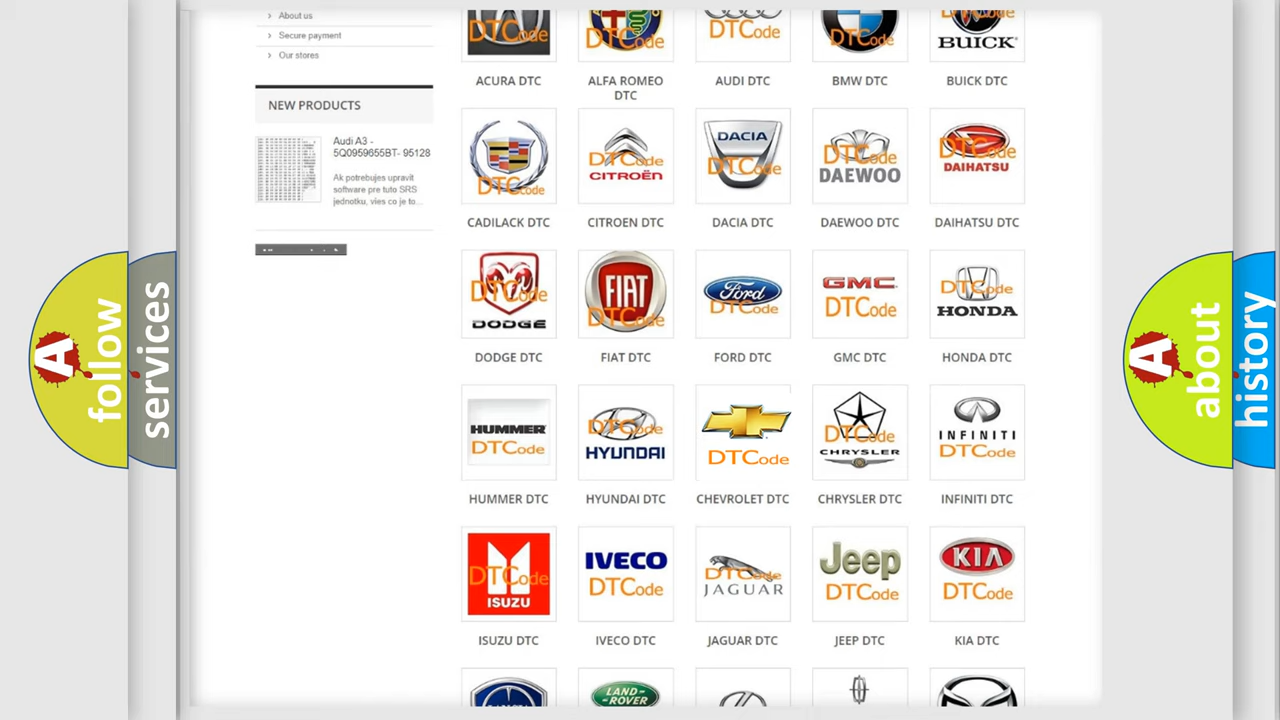 About us
Secure payment
Our stores
NEW PRODUCTS
Audi A3 -
5Q0959655BT- 95128
Ak potrebujes upravit
software pre tuto SRS
jednotku, vies co je to...
A
follow
services
DTCode
DTCode
DTCode
DTCode
BUICK
ACURA DTC
ALFA ROMEO
DTC
AUDI DTC
BMW DTC
BUICK DTC
DTCode
DTCode
CITROËN
DACIA
DTCode
DTCode
DAEWOO
DTCode
DAIHATSU
CADILACK DTC
CITROEN DTC
DACIA DTC
DAEWOO DTC
DAIHATSU DTC
DTCode
DODGE
FIAT
DTCode
Ford
DTCode
GMC
DTCode
DTCode
HONDA
DODGE DTC
FIAT DTC
FORD DTC
GMC DTC
HONDA DTC
HUMMER
DTCode
DTCode
HYUNDAI
DTCode
DTCode
CHRYSLER
INFINITI
DTCode
HUMMER DTC
HYUNDAI DTC
CHEVROLET DTC
CHRYSLER DTC
INFINITI DTC
DTCode
ISUZU
IVECO
DTCode
DTCode
JAGUAR
Jeep
DTCode
KIA
DTCode
ISUZU DTC
IVECO DTC
JAGUAR DTC
JEEP DTC
KIA DTC
LAND-
ROVER
A
about
history